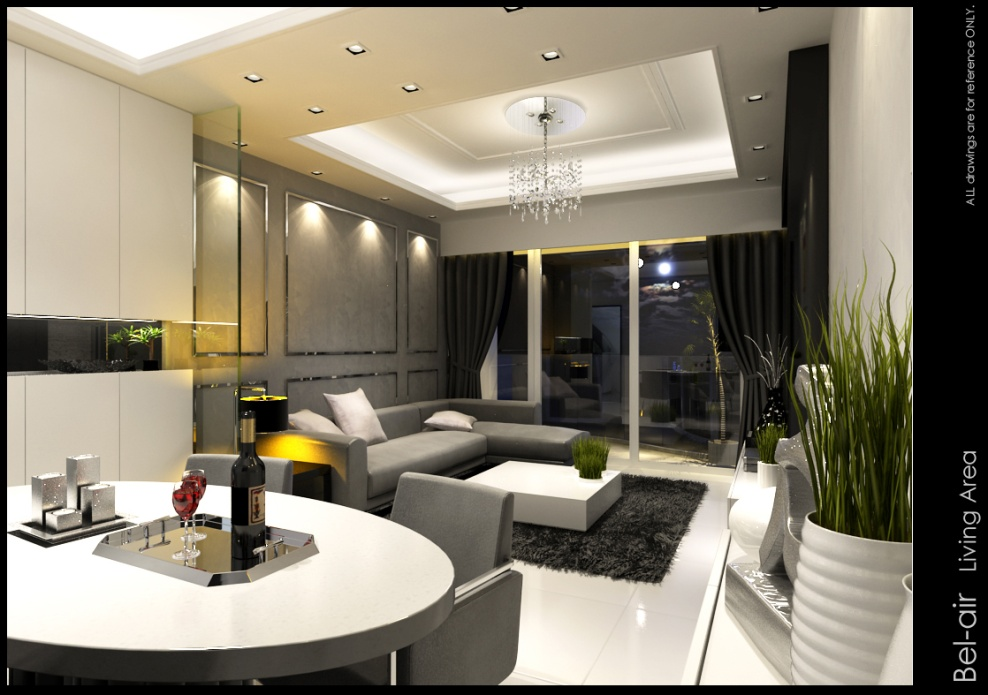 ALL drawings are for reference ONLY.
Bel-air Living Area